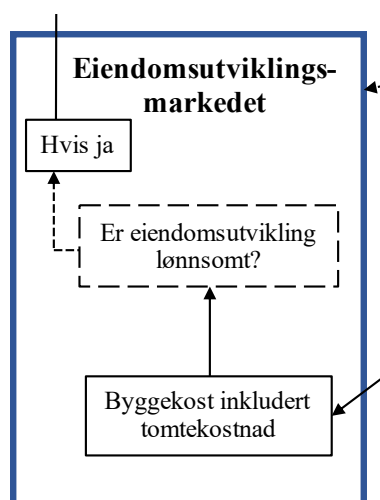 Eiendomsutviklings-
markedet
Hvis ja
Er eiendomsutvikling
lønnsomt?
Byggekost inkludert
tomtekostnad